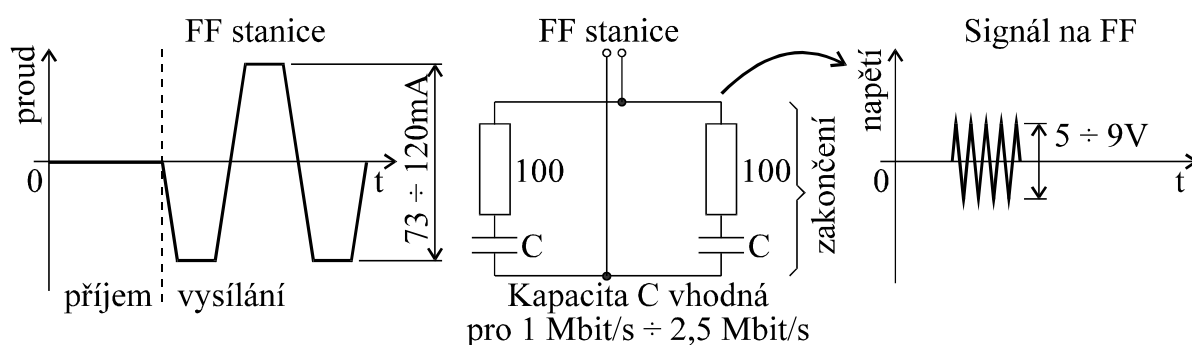 FF stanice
proud
0
t
příjem
vysílání
73 ÷ 120mA
FF stanice
100
C
100
C
zakončení
Kapacita C vhodná
pro 1 Mbit/s ÷ 2,5 Mbit/s
Signál na FF
napětí
0
t
5 ÷ 9V